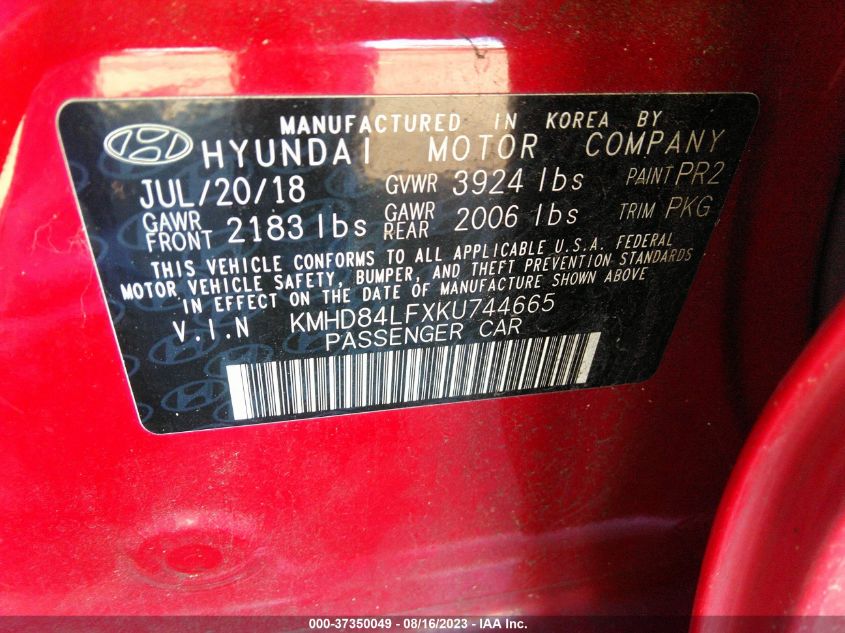 MANUFACTURED IN KOREA BY
HYUNDAI MOTOR COMPANY
JUL/20/18 GVWR 3924 lbs PAINT PR2
GAWR FRONT 2183 lbs GAWR REAR 2006 lbs TRIM PKG
THIS VEHICLE CONFORMS TO ALL APPLICABLE U.S.A. FEDERAL
MOTOR VEHICLE SAFETY, BUMPER, AND THEFT PREVENTION STANDARDS
IN EFFECT ON THE DATE OF MANUFACTURE SHOWN ABOVE
V.I.N KMHD84LFXKU744665
PASSENGER CAR
000-37350049 - 08/16/2023 - IAA Inc.